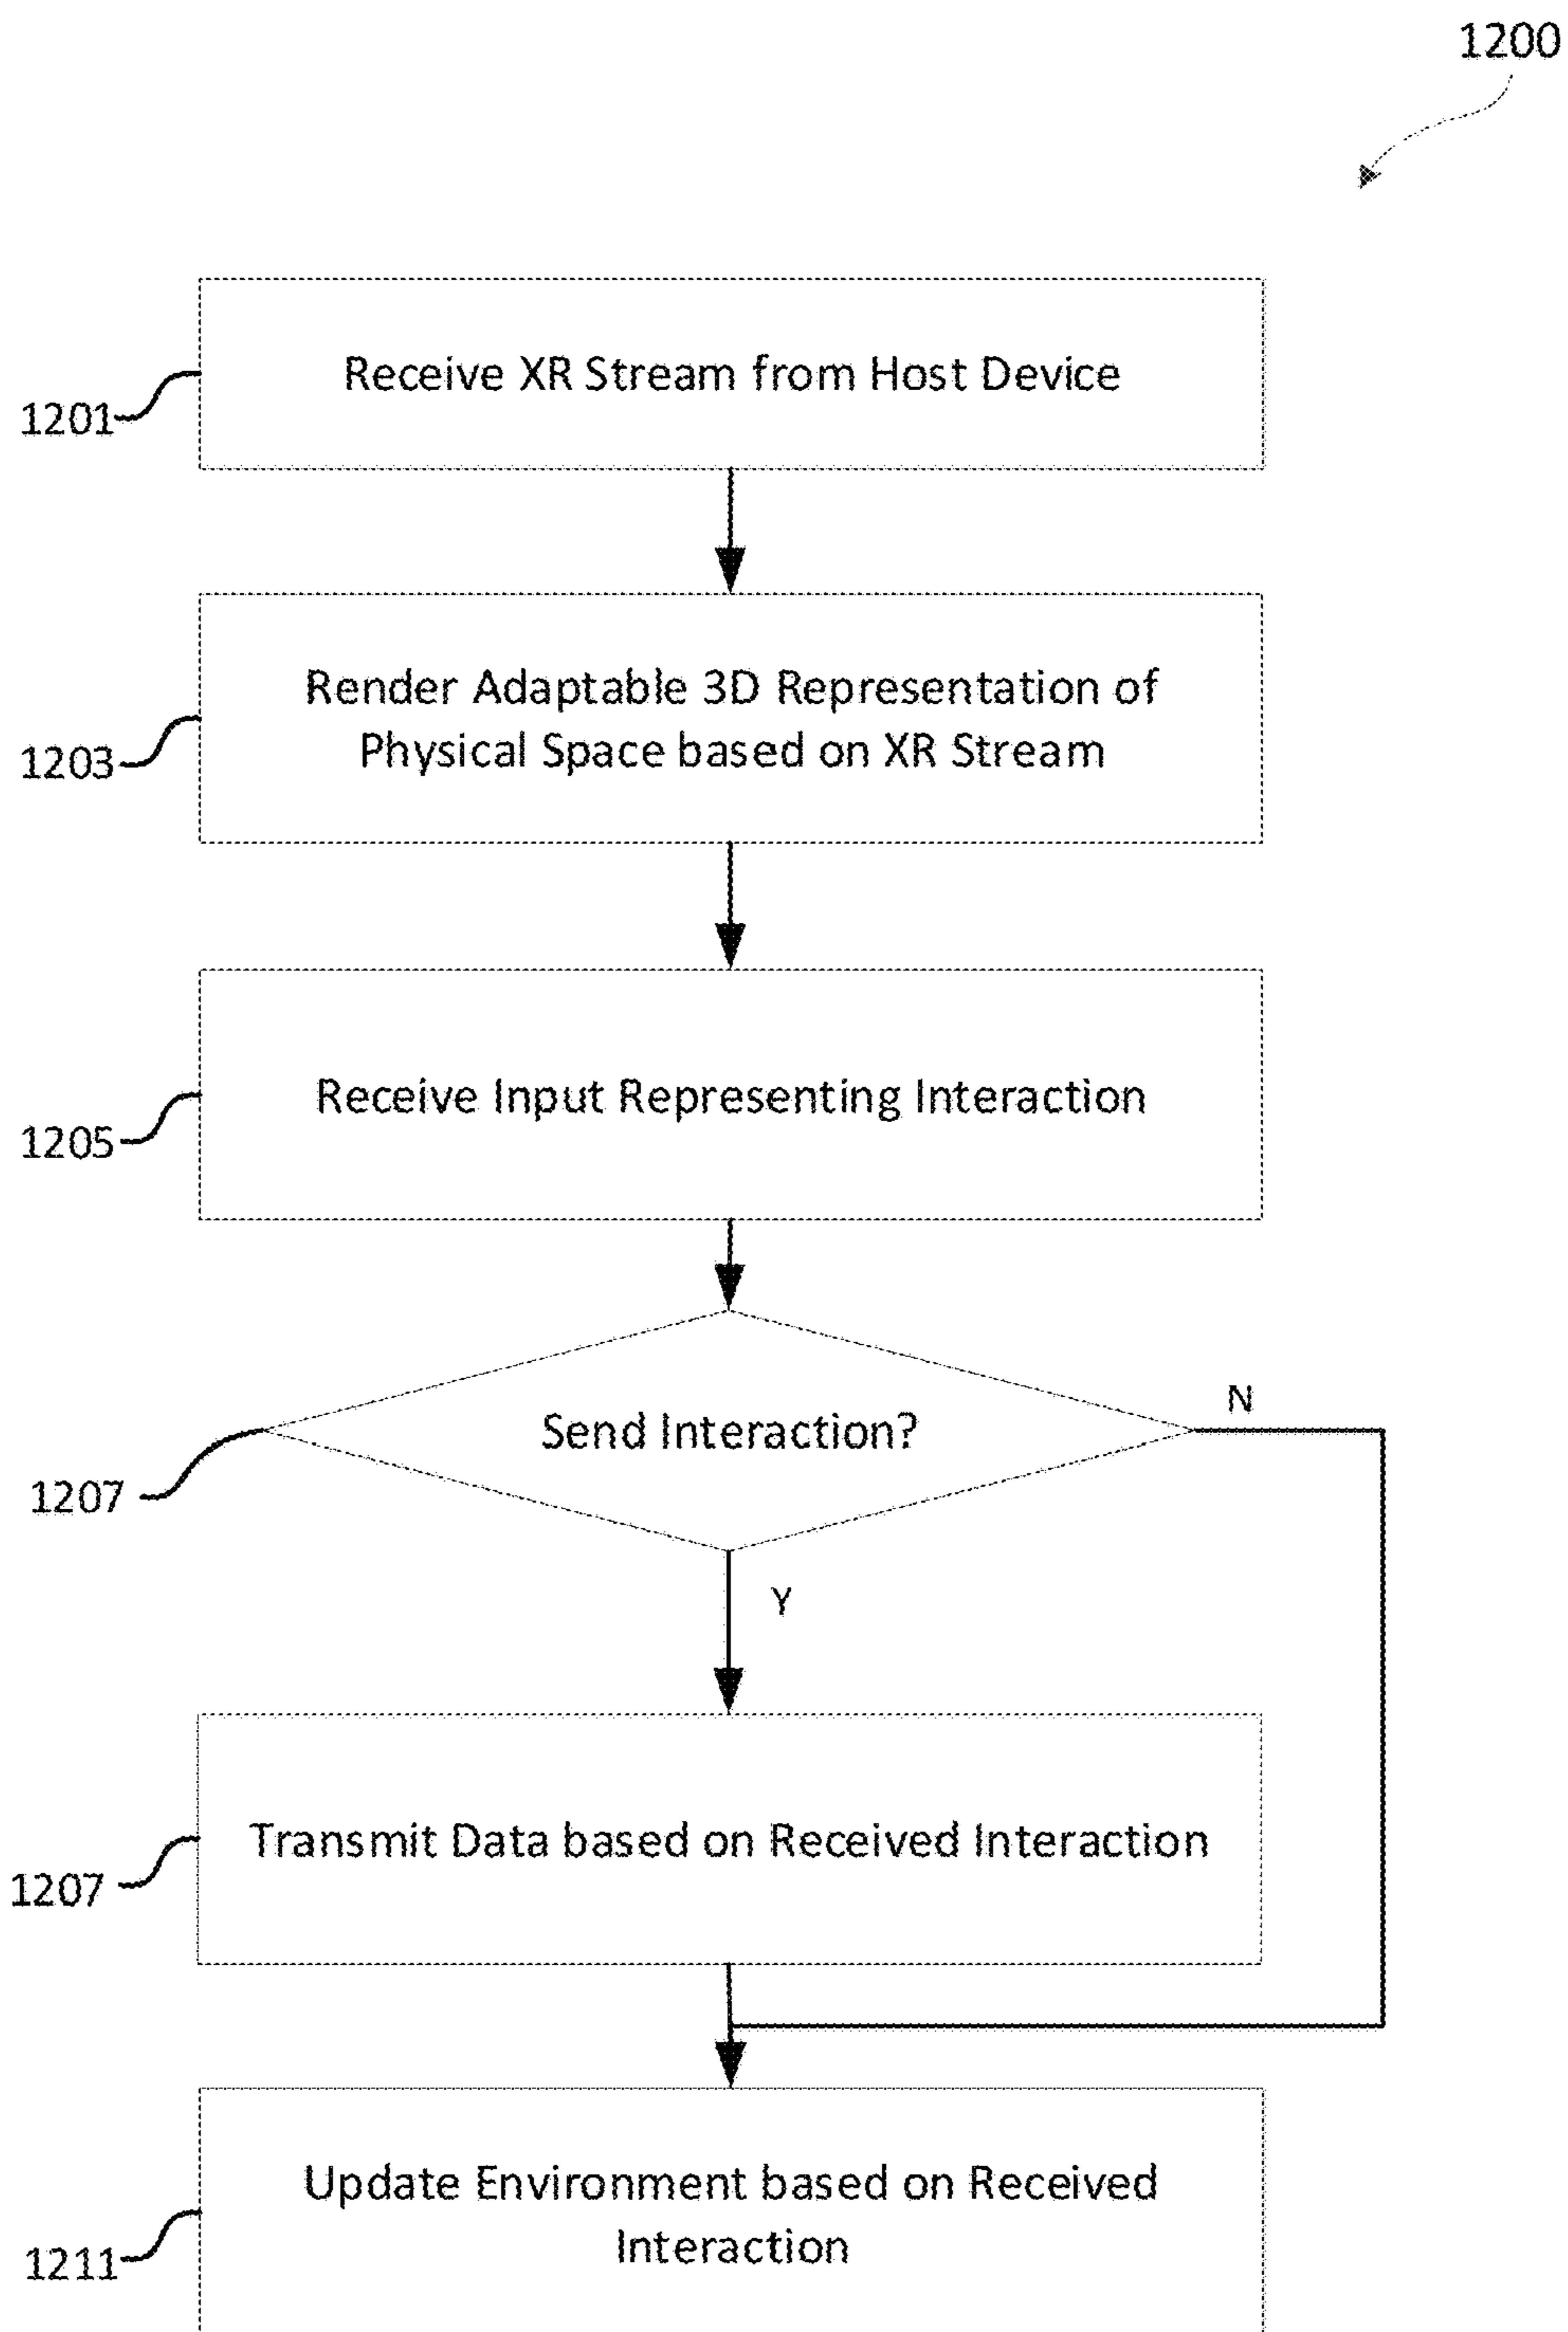 1200
Receive XR Stream from Host Device
1201
Render Adaptable 3D Representation of
Physical Space based on XR Stream
1203
Receive Input Representing Interaction
1205
Send Interaction?
N
1207
Y
Transmit Data based on Received Interaction
1207
Update Environment based on Received
Interaction
1211